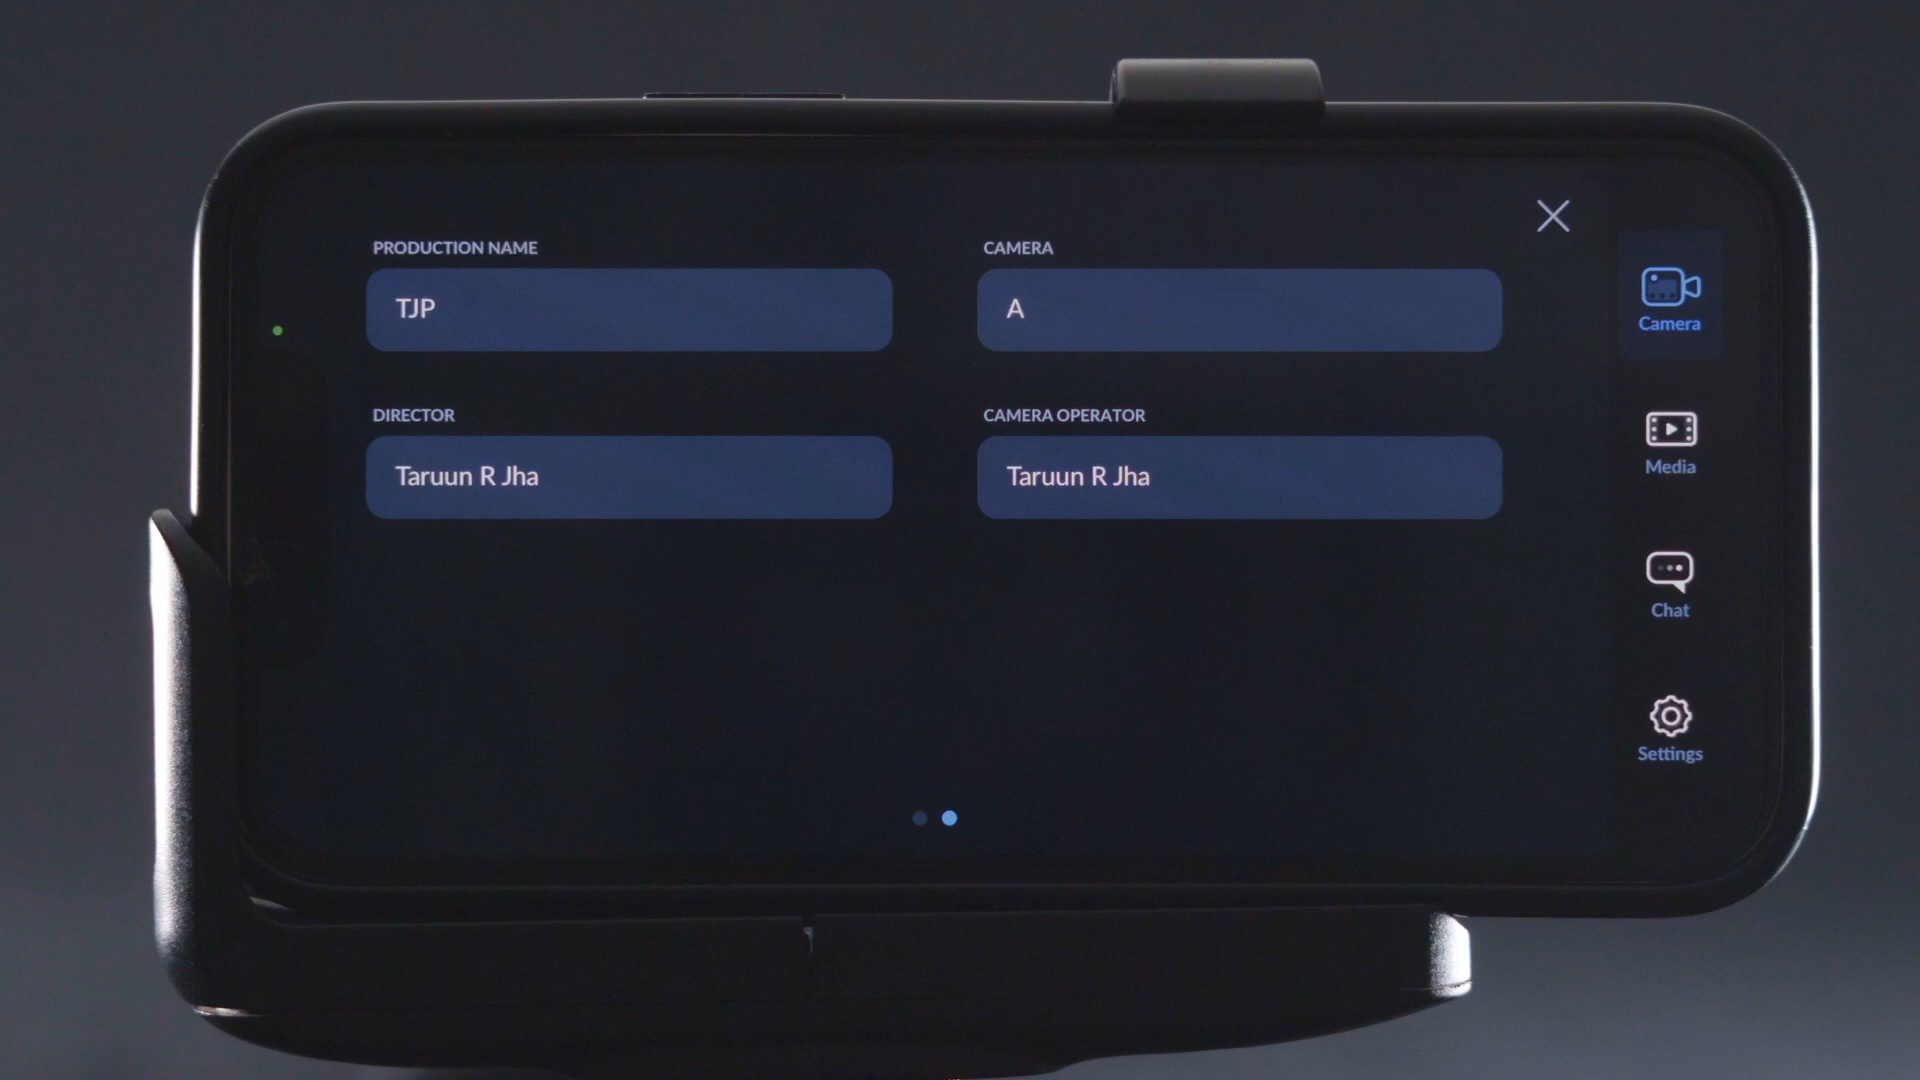 PRODUCTION NAME
TJP
CAMERA
A
DIRECTOR
Taruun R Jha
CAMERA OPERATOR
Taruun R Jha
Camera
Media
Chat
Settings